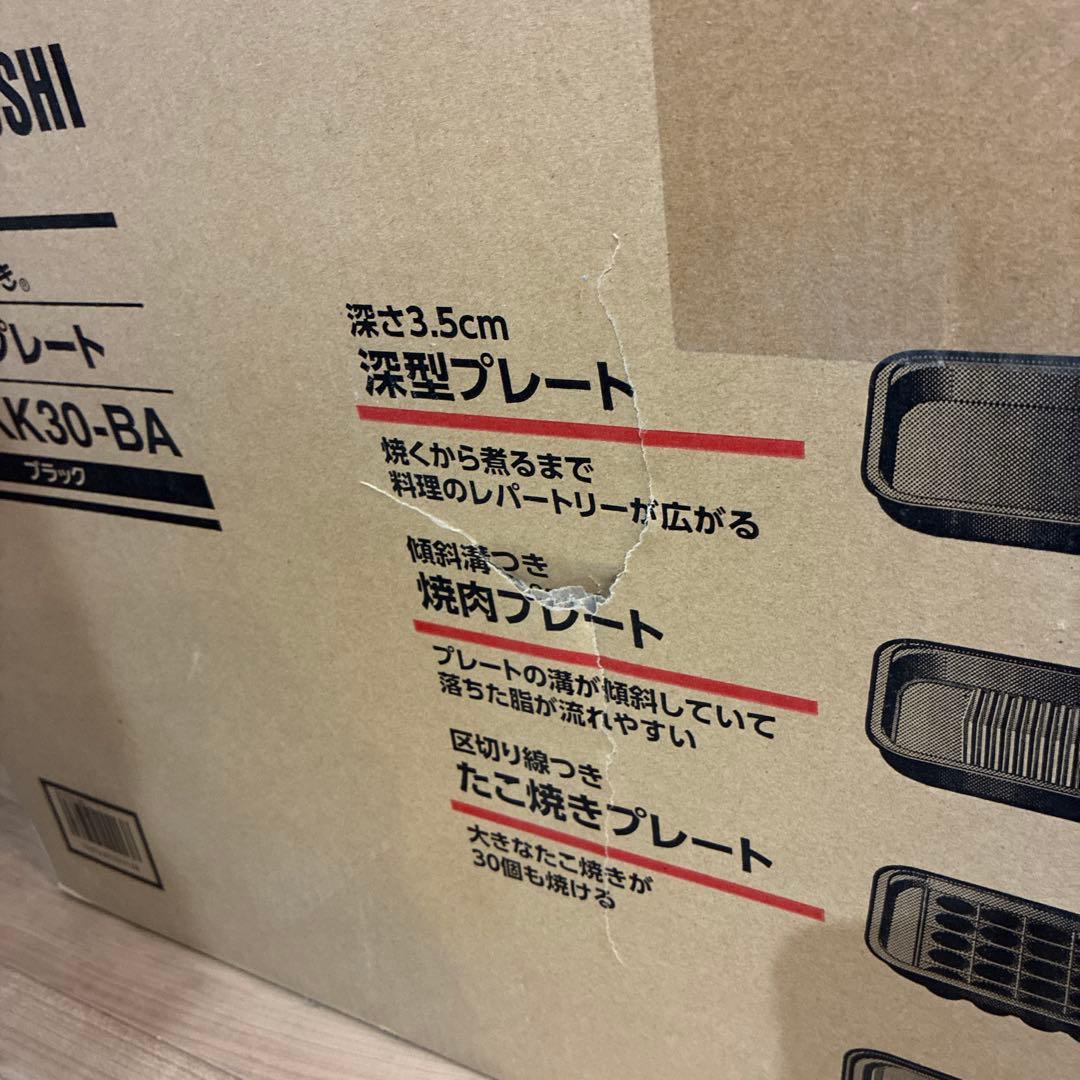 SHI
き®
プレート
K30-BA
ブラック
深さ3.5cm
深型プレート
焼くから煮るまで
料理のレパートリーが広がる
傾斜溝つき
焼肉プレート
プレートの溝が傾斜していて
落ちた脂が流れやすい
区切り線つき
たこ焼きプレート
大きなたこ焼きが
30個も焼ける